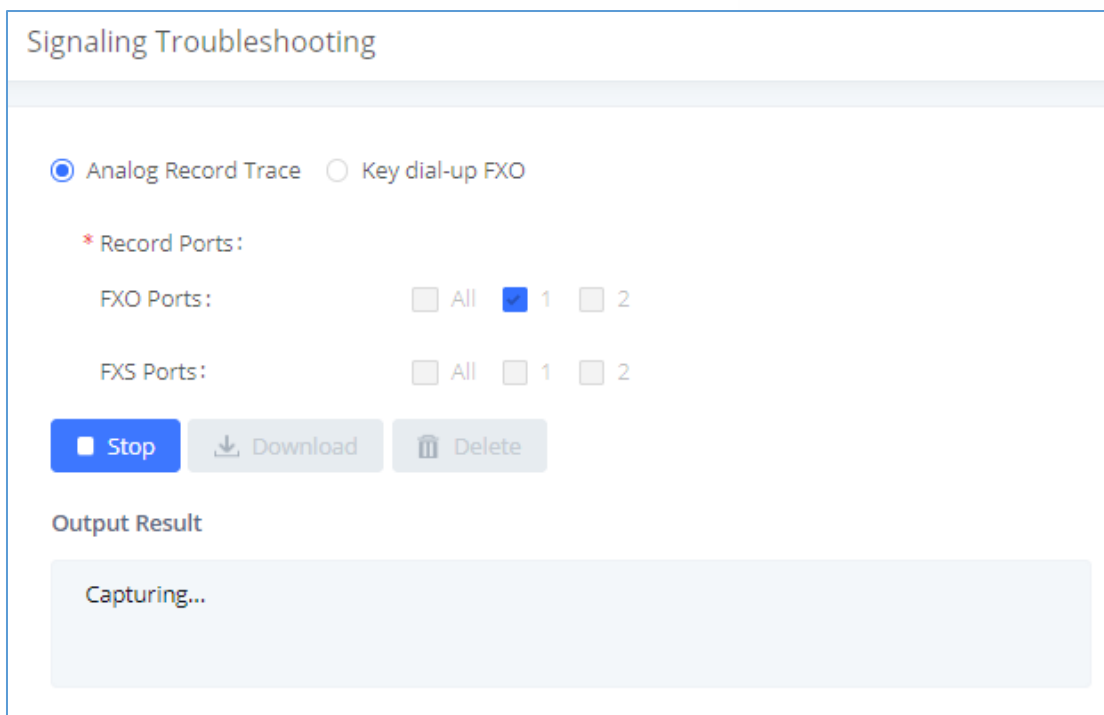 Signaling Troubleshooting
Analog Record Trace Key dial-up FXO
* Record Ports:
FXO Ports: All 1 2
FXS Ports: All 1 2
Stop Download Delete
Output Result
Capturing...